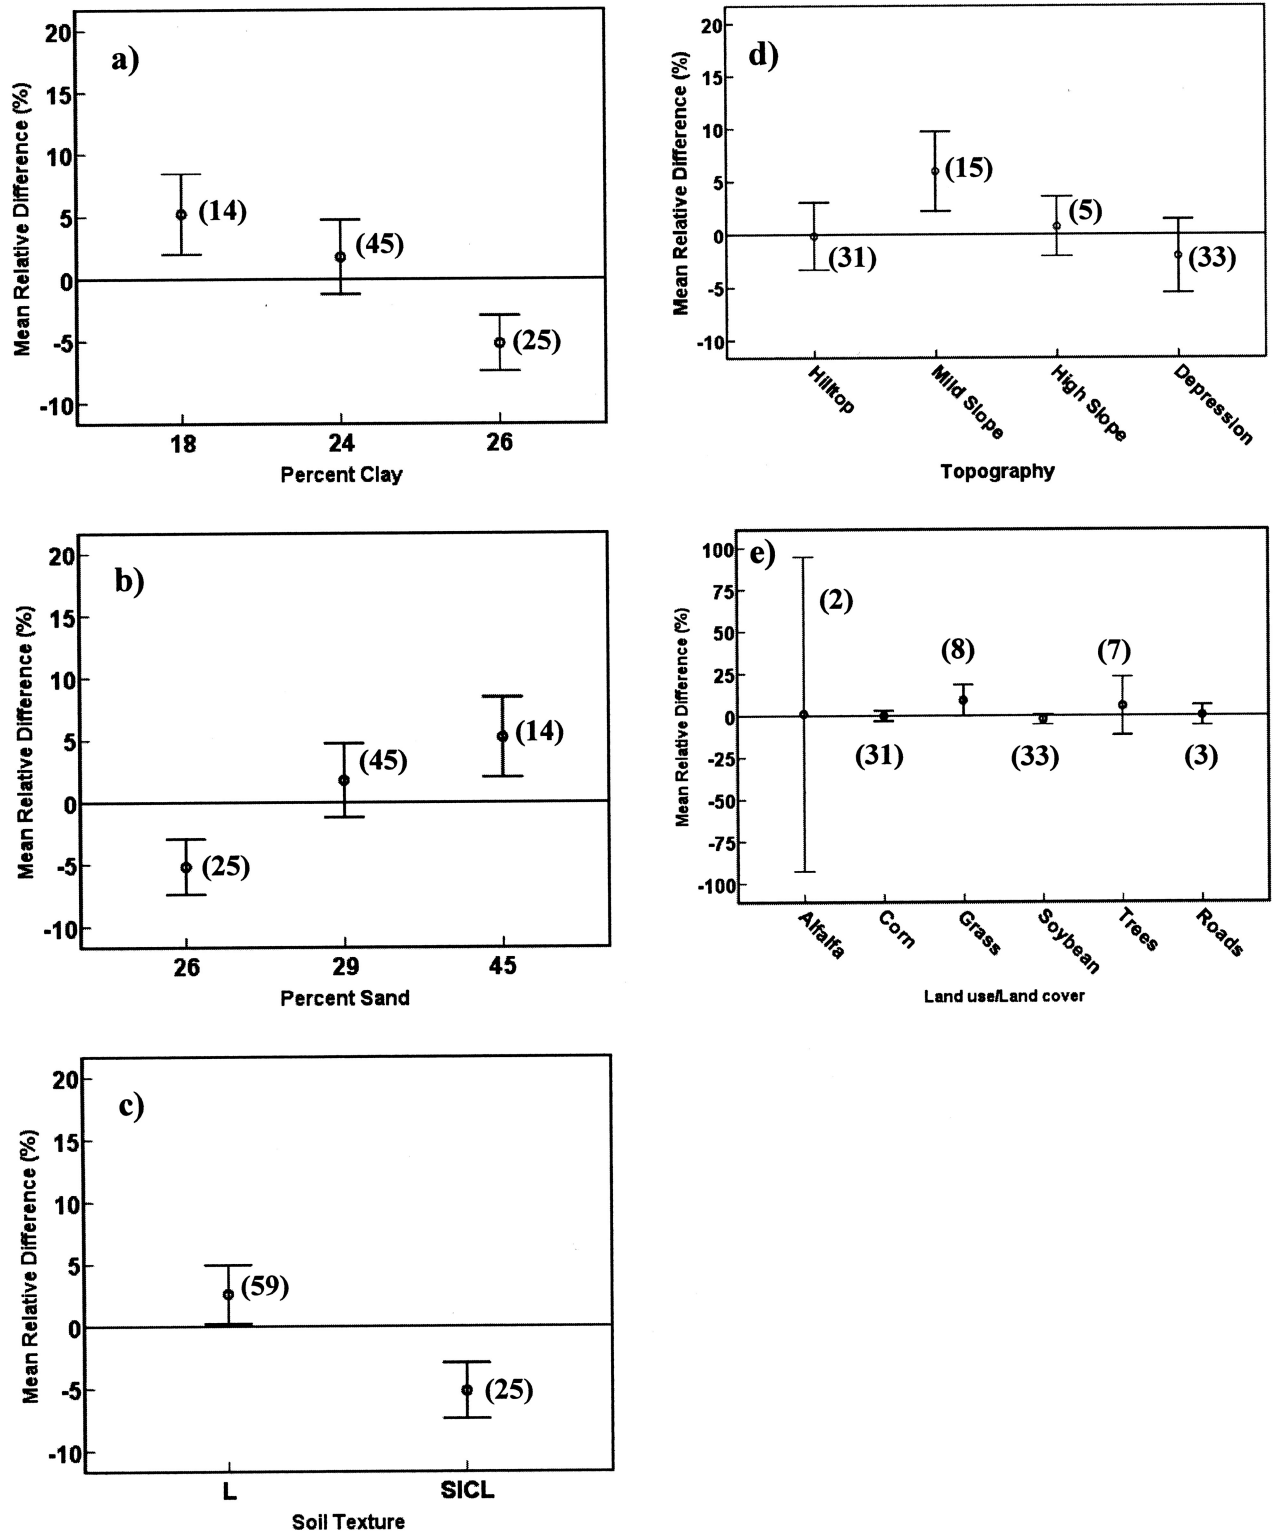 a)
Mean Relative Difference (%)
20
15
10
5
0
-5
-10
(14)
(45)
(25)
18 24 26
Percent Clay
b)
Mean Relative Difference (%)
20
15
10
5
0
-5
-10
(25)
(45)
(14)
26 29 45
Percent Sand
c)
Mean Relative Difference (%)
20
15
10
5
0
-5
-10
(59)
(25)
L SICL
Soil Texture
d)
Mean Relative Difference (%)
20
15
10
5
0
-5
-10
(31)
(15)
(5)
(33)
Hilltop
Mild Slope
High Slope
Depression
Topography
e)
Mean Relative Difference (%)
100
75
50
25
0
-25
-50
-75
-100
(2)
(31)
(8)
(33)
(7)
(3)
Alfalfa
Corn
Grass
Soybean
Trees
Roads
Land use/Land cover